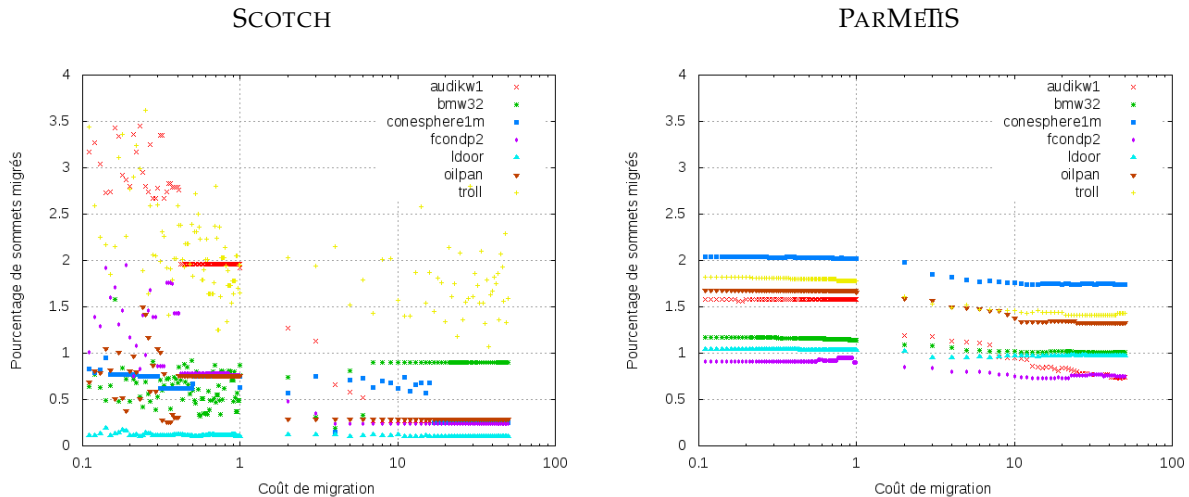 SCOTCH
PARMETIS
4
3.5
3
2.5
2
1.5
1
0.5
0
Pourcentage de sommets migrés
audikw1
bmw32
conesphere1m
fcondp2
ldoor
oilpan
troll
0.1
1
10
100
Coût de migration
4
3.5
3
2.5
2
1.5
1
0.5
0
Pourcentage de sommets migrés
audikw1
bmw32
conesphere1m
fcondp2
ldoor
oilpan
troll
0.1
1
10
100
Coût de migration